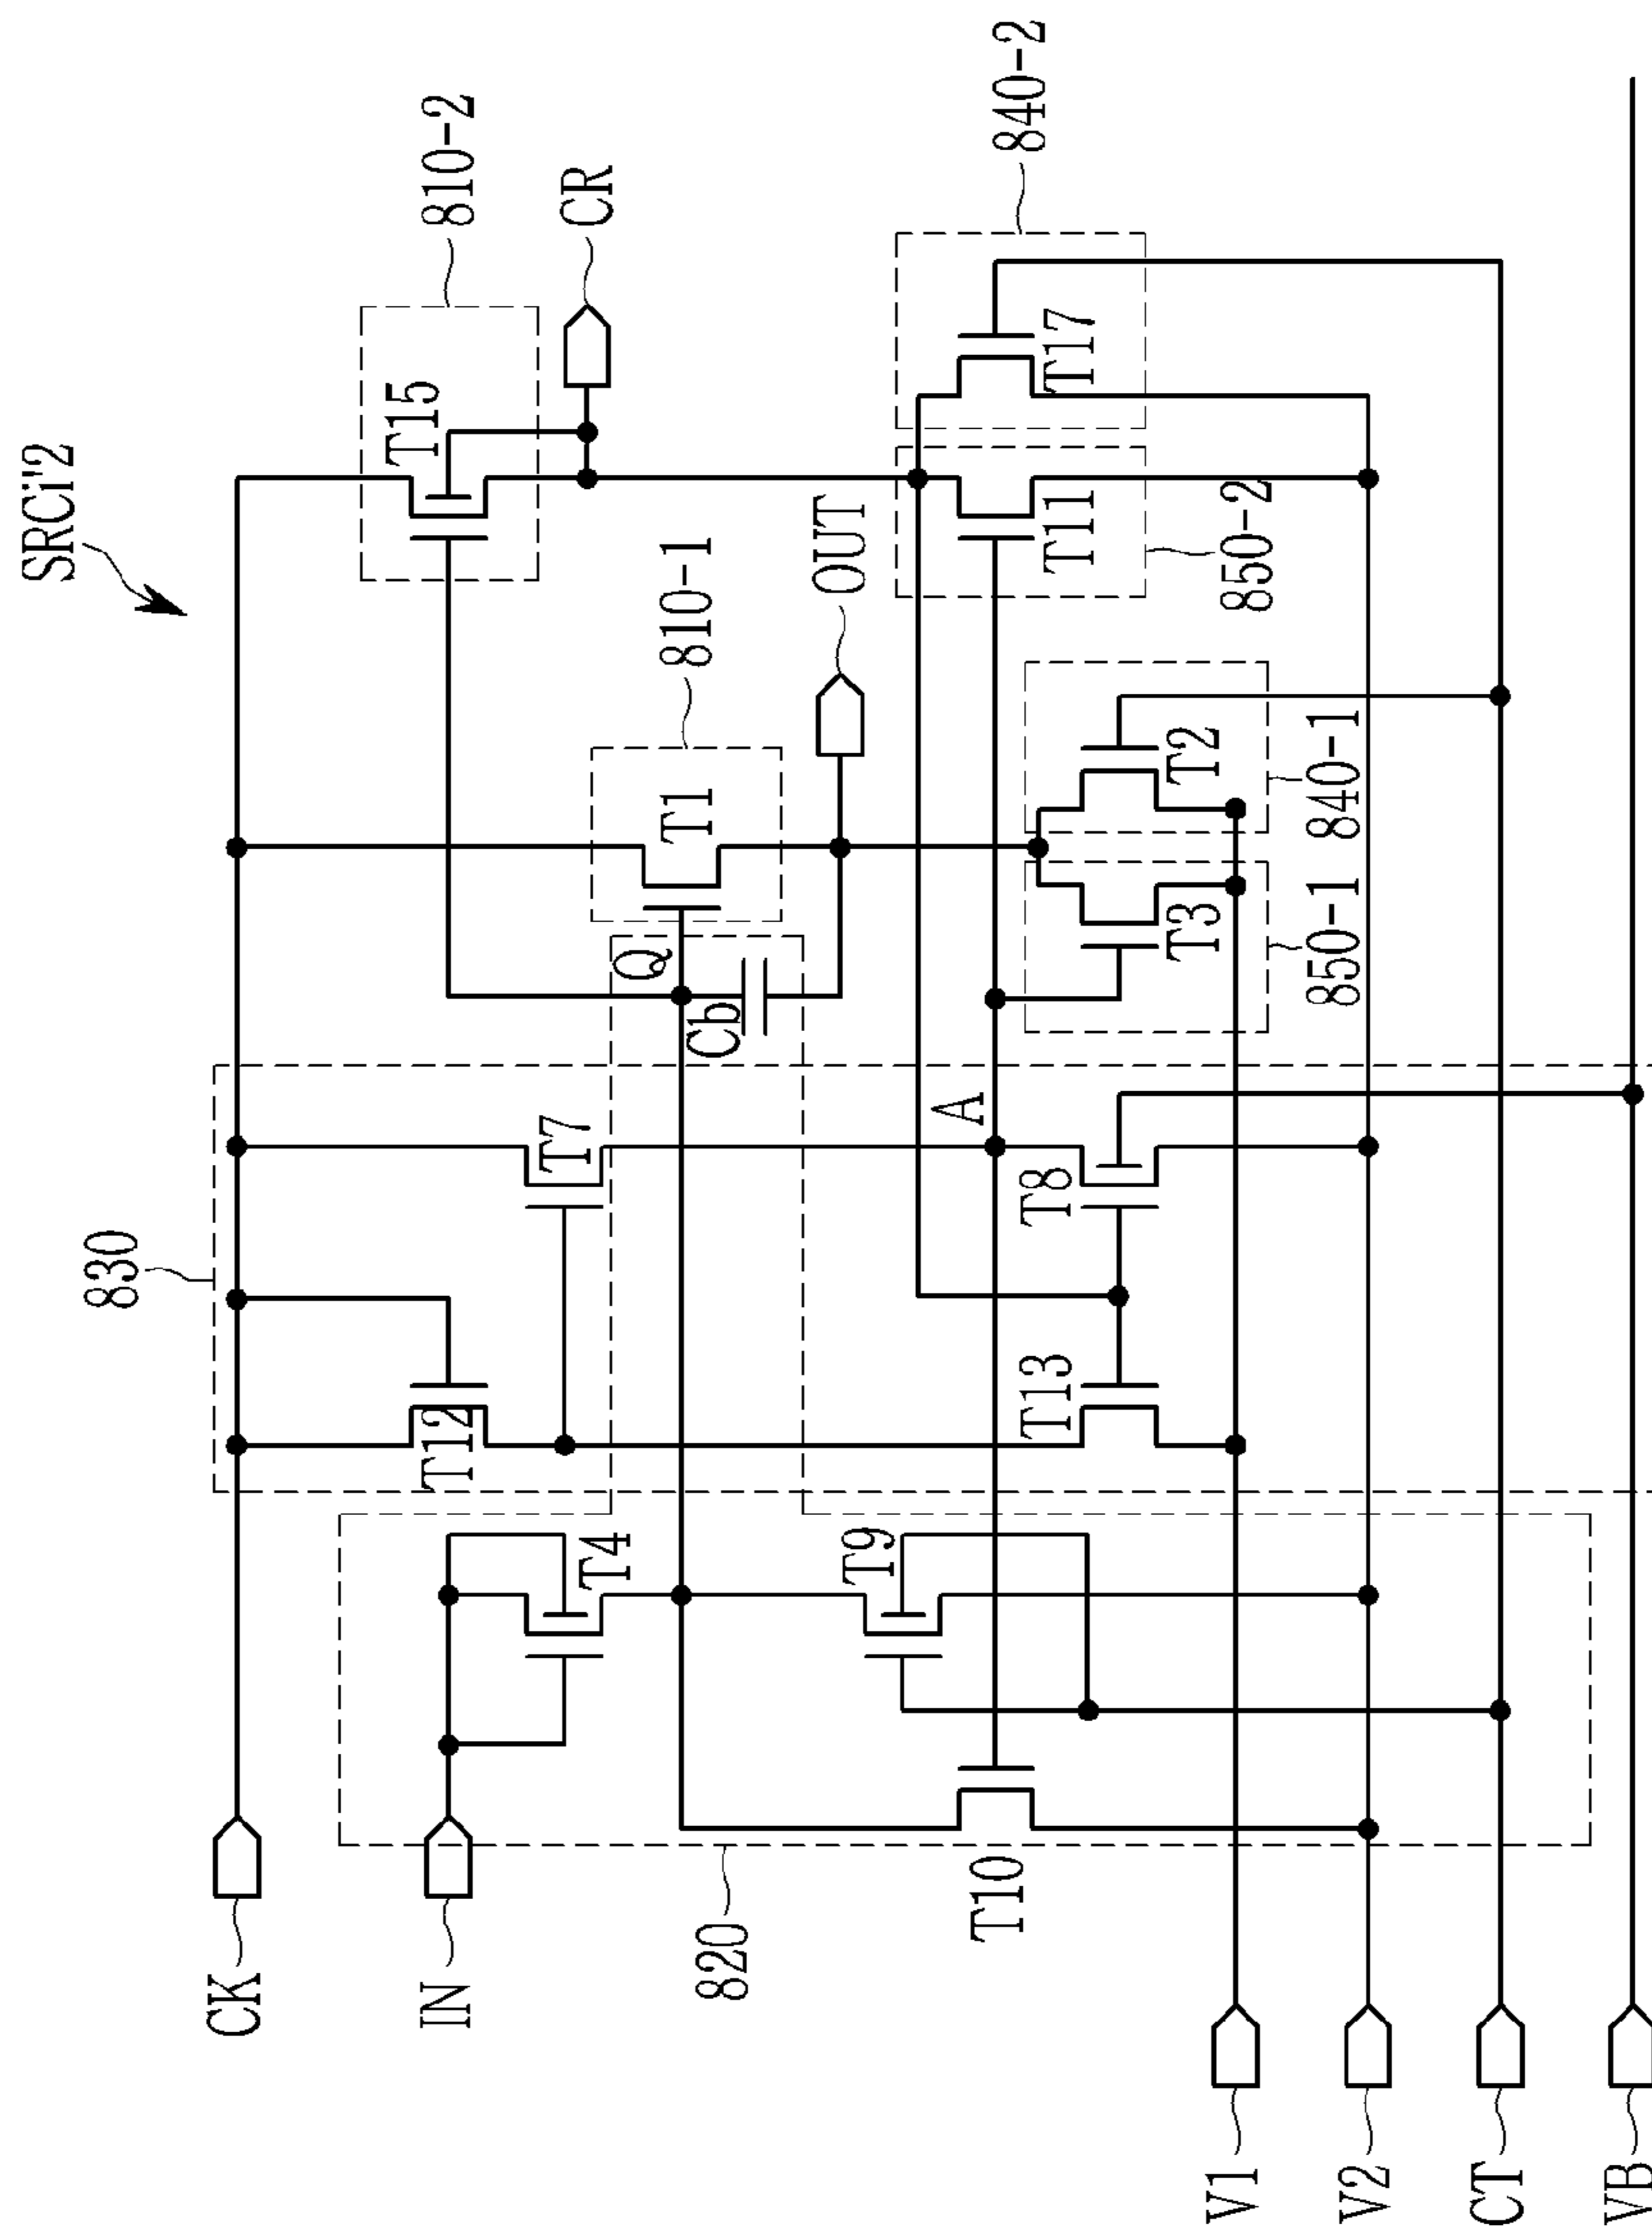 SRCi'2
830
810-2
T15
CR
CK
T12
T7
810-1
T1
OUT
IN
T4
Q
Cb
820
T9
A
T10
T13
T8
T3
T2
T11
T17
840-2
850-2
850-1
840-1
V1
V2
CT
VB